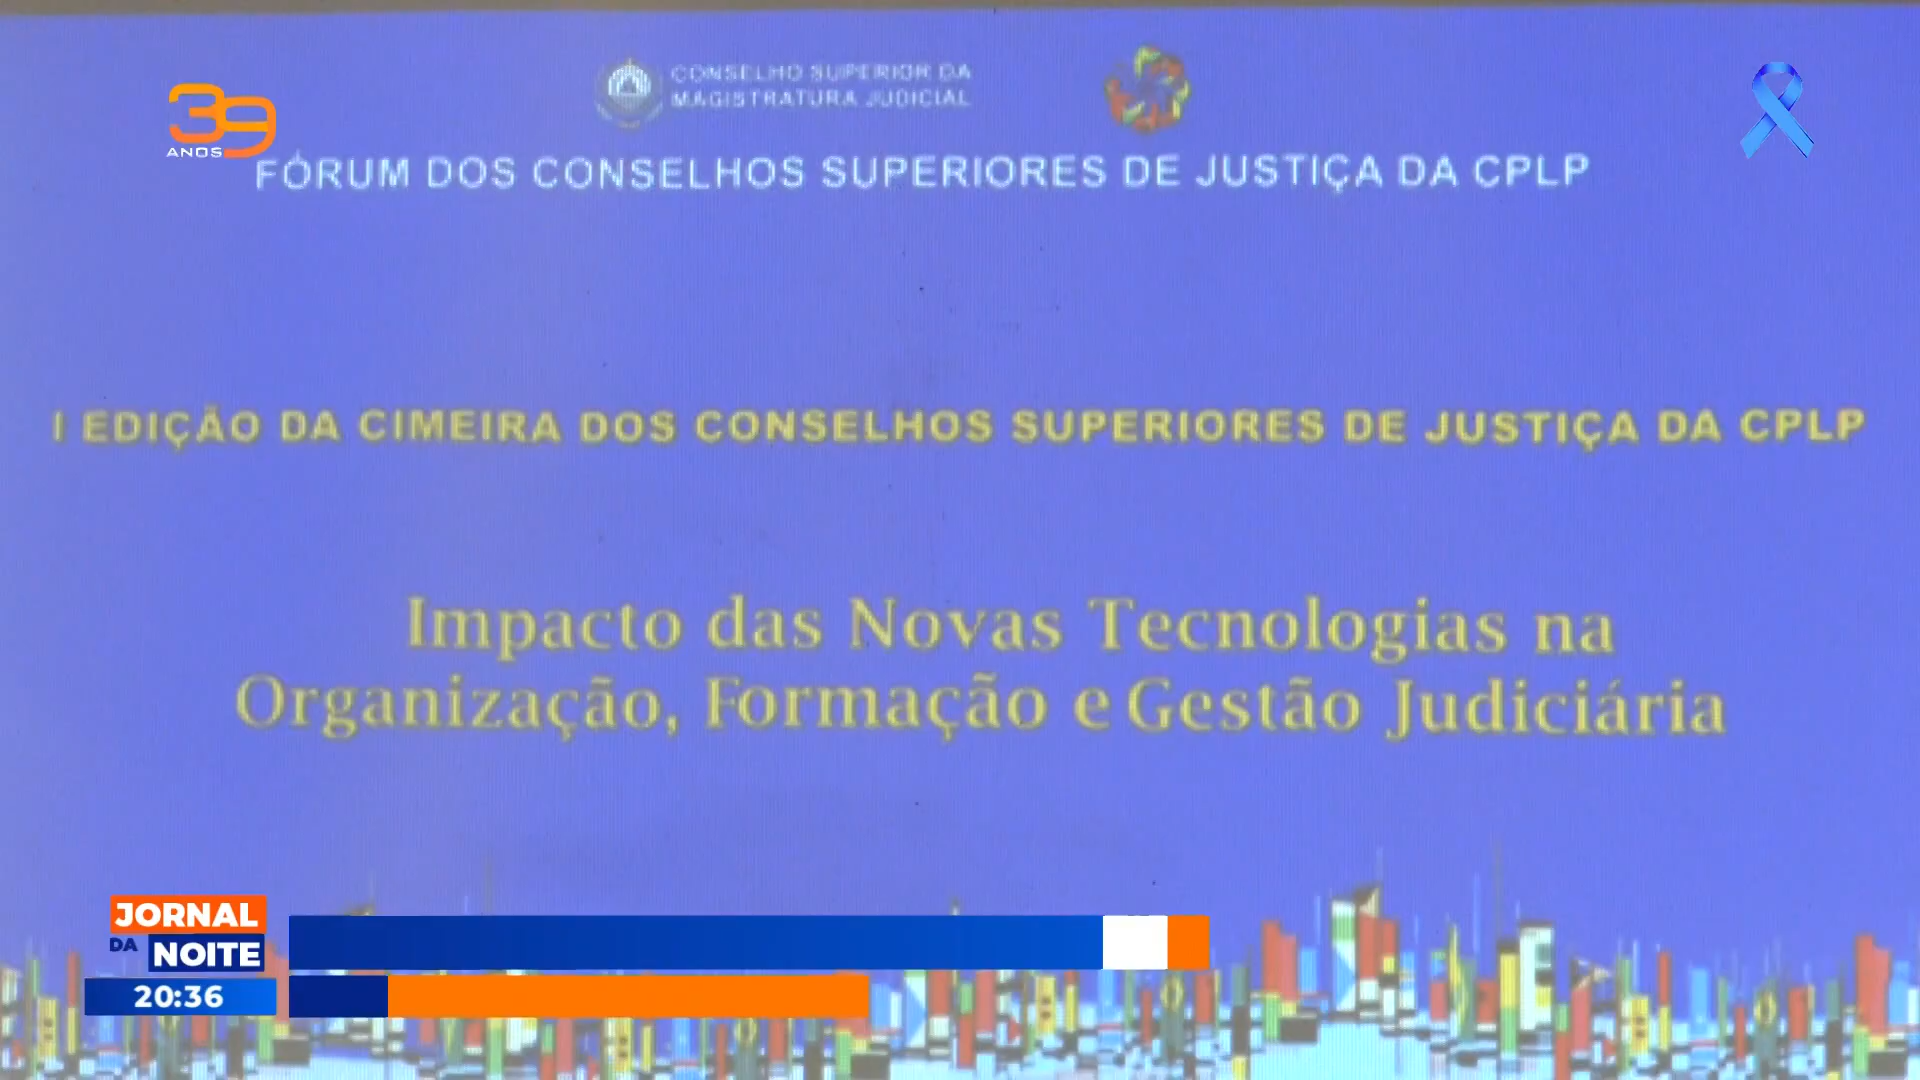 CONSELHO SUPERIOR DA
MAGISTRATURA JUDICIAL
39
ANOS
FÓRUM DOS CONSELHOS SUPERIORES DE JUSTIÇA DA CPLP
I EDIÇÃO DA CIMEIRA DOS CONSELHOS SUPERIORES DE JUSTIÇA DA CPLP
Impacto das Novas Tecnologias na
Organização, Formação e Gestão Judiciária
JORNAL
DA NOITE
20:36